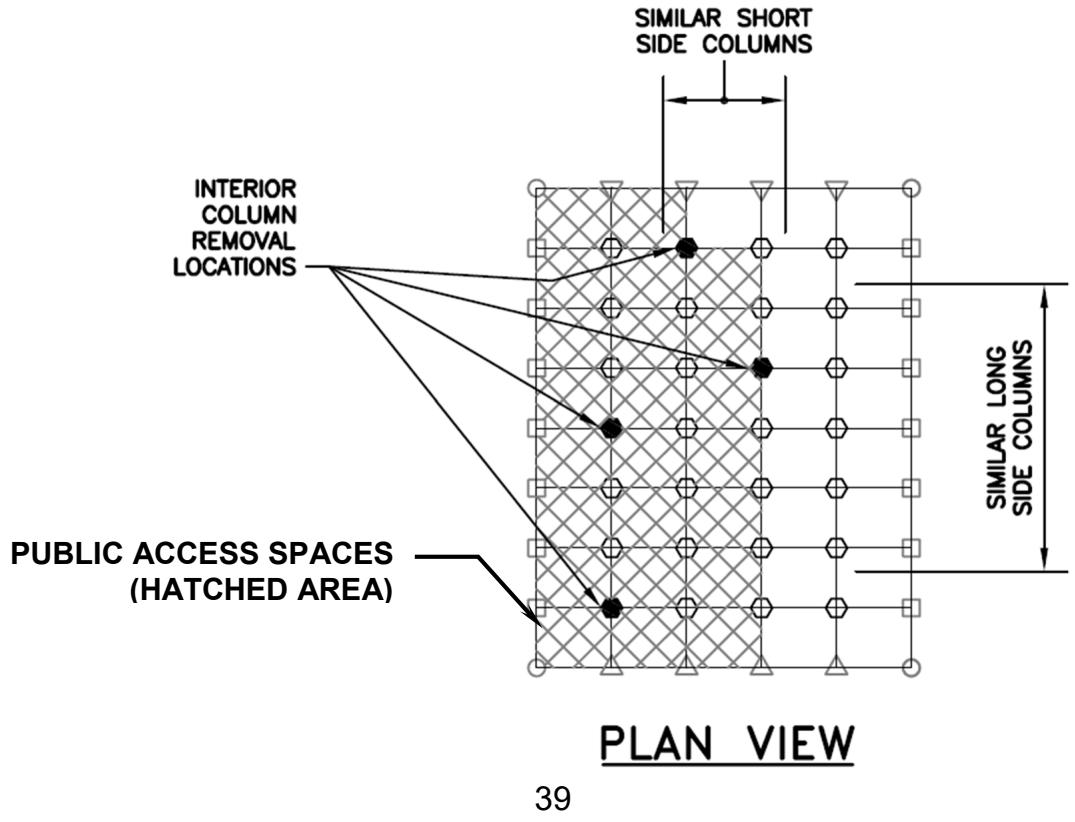 SIMILAR SHORT
SIDE COLUMNS
INTERIOR
COLUMN
REMOVAL
LOCATIONS
SIMILAR LONG
SIDE COLUMNS
PUBLIC ACCESS SPACES
(HATCHED AREA)
PLAN VIEW
39